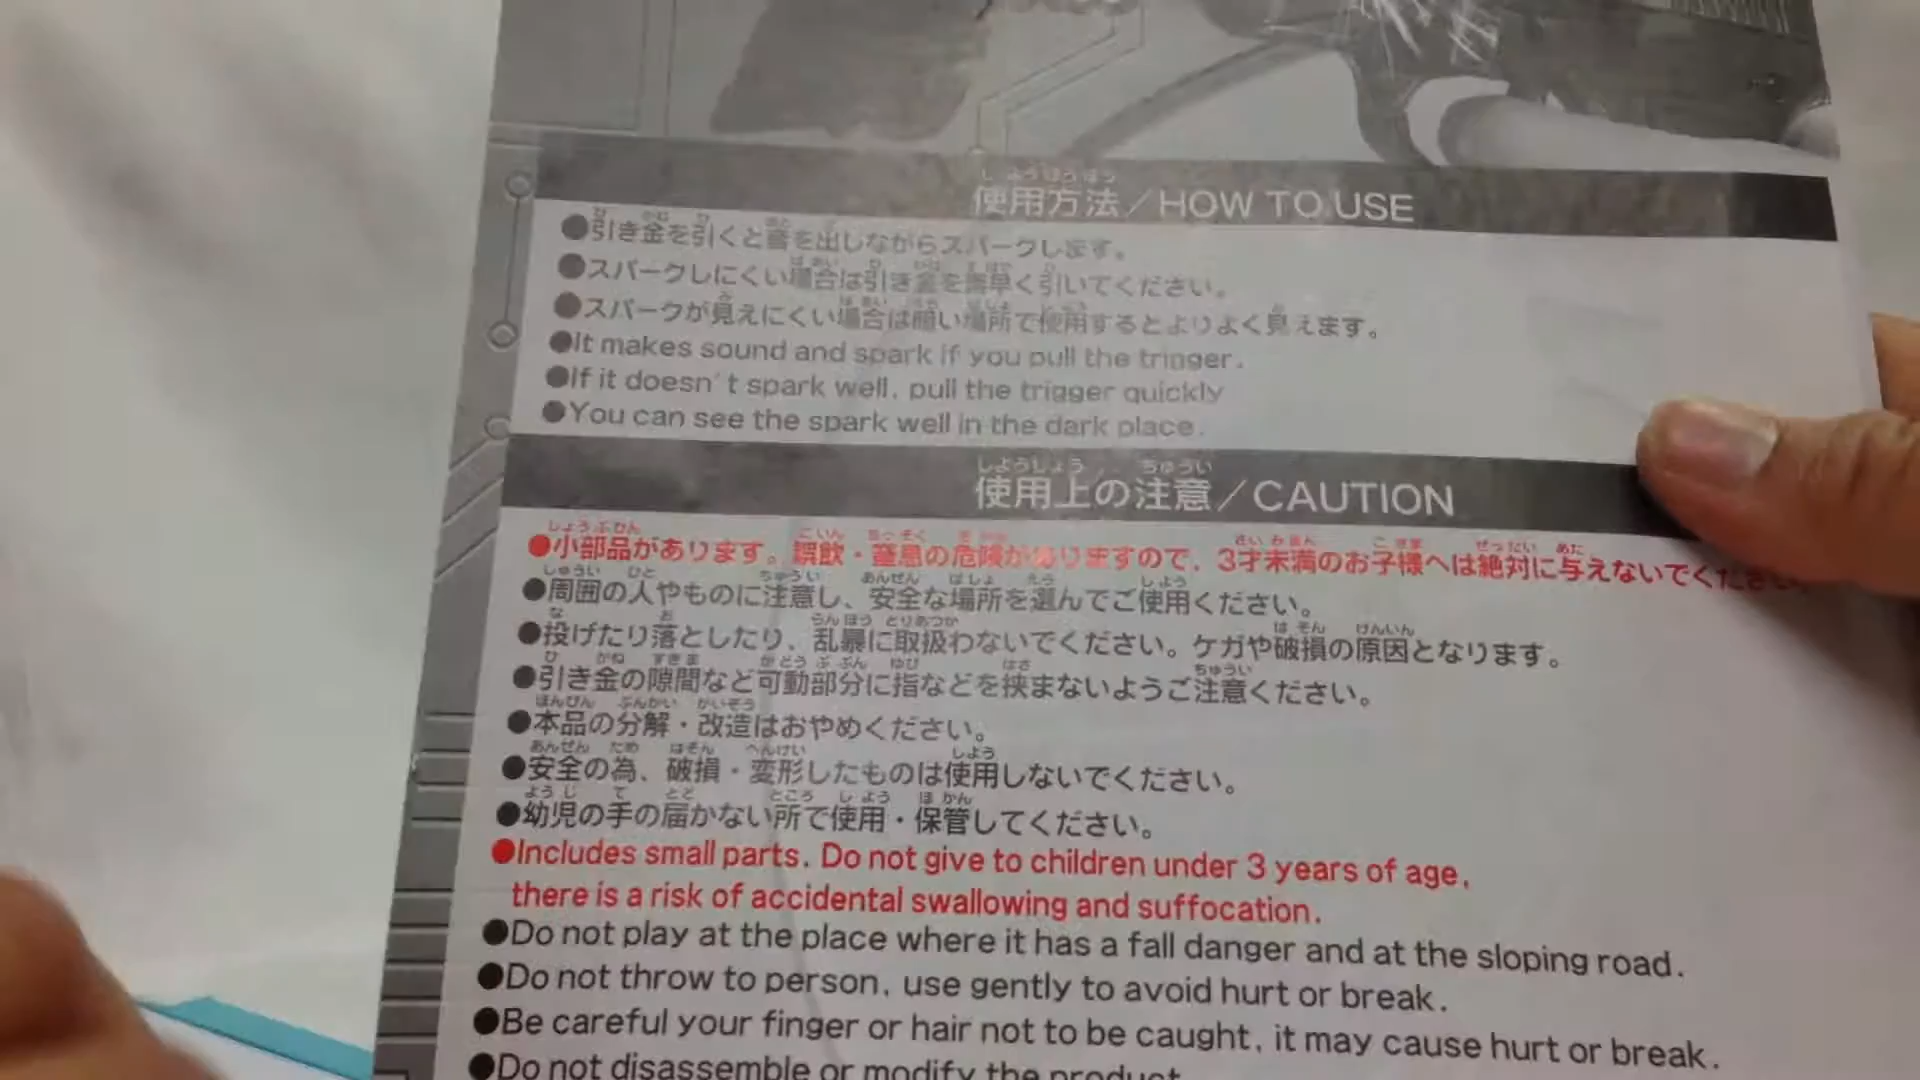 使用方法／HOW TO USE
●引き金を引くと音を出しながらスパークします。
●スパークしにくい場合は引き金を素早く引いてください。
●スパークが見えにくい場合は暗い場所で使用するとよりよく見えます。
●It makes sound and spark if you pull the tringer.
●If it doesn't spark well, pull the trigger quickly
●You can see the spark well in the dark place.
使用上の注意／CAUTION
●小部品があります。誤飲・窒息の危険がありますので、3才未満のお子様へは絶対に与えないでください
●周囲の人やものに注意し、安全な場所を選んでご使用ください。
●投げたり落としたり、乱暴に取扱わないでください。ケガや破損の原因となります。
●引き金の隙間など可動部分に指などを挟まないようご注意ください。
●本品の分解・改造はおやめください。
●安全の為、破損・変形したものは使用しないでください。
●幼児の手の届かない所で使用・保管してください。
●Includes small parts. Do not give to children under 3 years of age,
there is a risk of accidental swallowing and suffocation.
●Do not play at the place where it has a fall danger and at the sloping road.
●Do not throw to person, use gently to avoid hurt or break.
●Be careful your finger or hair not to be caught, it may cause hurt or break.
●Do not disassemble or modify the product